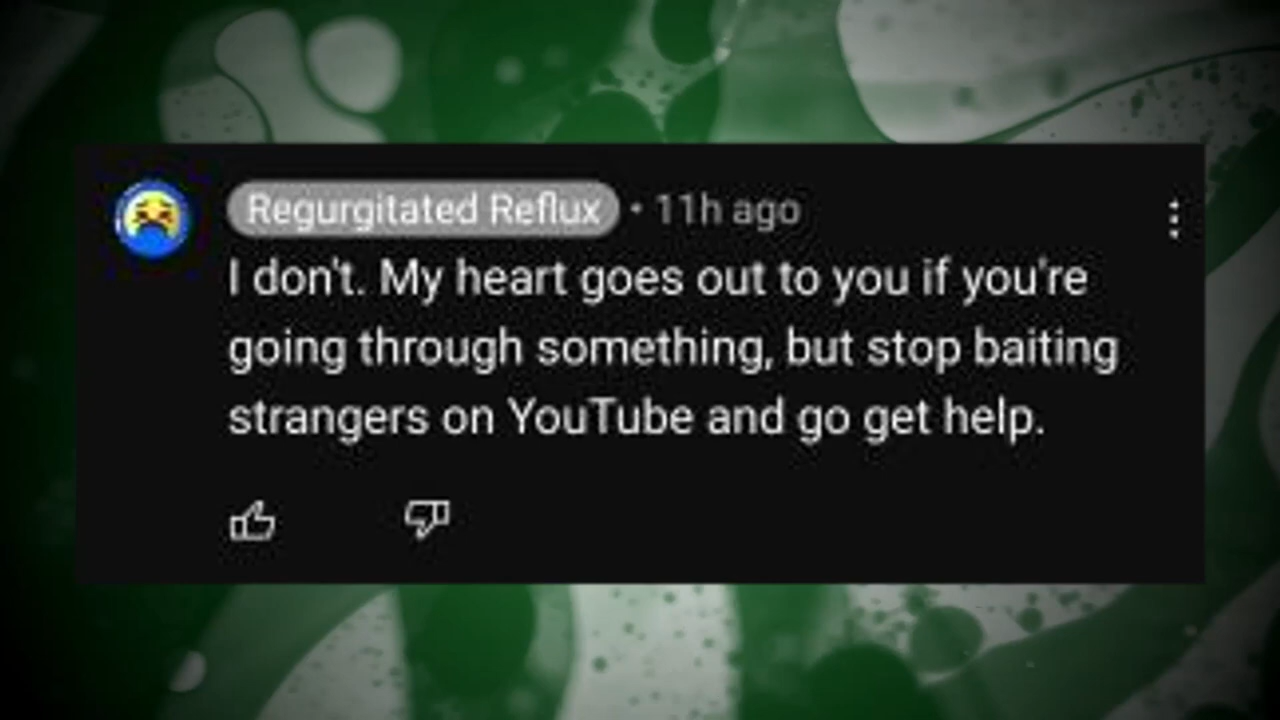 Regurgitated Reflux • 11h ago
I don't. My heart goes out to you if you're
going through something, but stop baiting
strangers on YouTube and go get help.